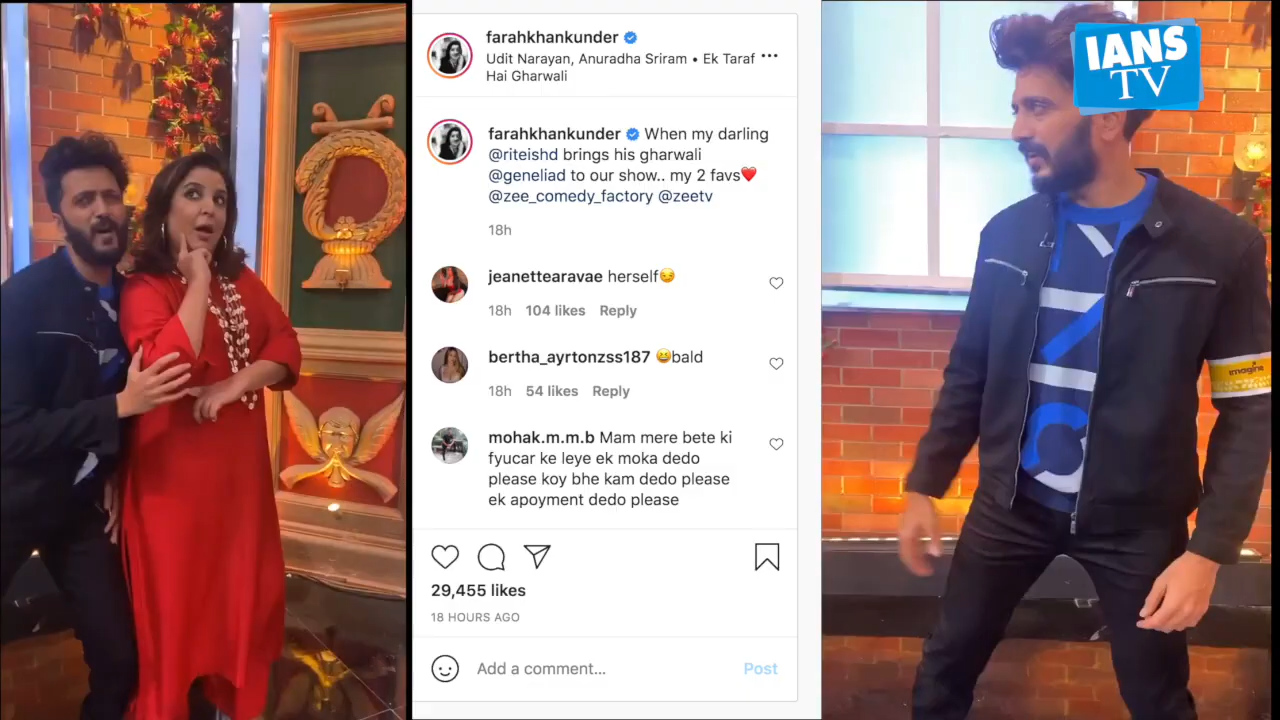 IANS
TV
farahkhankunder
Udit Narayan, Anuradha Sriram • Ek Taraf
Hai Gharwali
farahkhankunder When my darling
@riteishd brings his gharwali
@geneliad to our show.. my 2 favs❤️
@zee_comedy_factory @zeetv
18h
jeanettearavae herself😏
18h 104 likes Reply
bertha_ayrtonzss187 😆bald
18h 54 likes Reply
mohak.m.m.b Mam mere bete ki
fyucar ke leye ek moka dedo
please koy bhe kam dedo please
ek apoyment dedo please
29,455 likes
18 HOURS AGO
Add a comment... Post
imagine